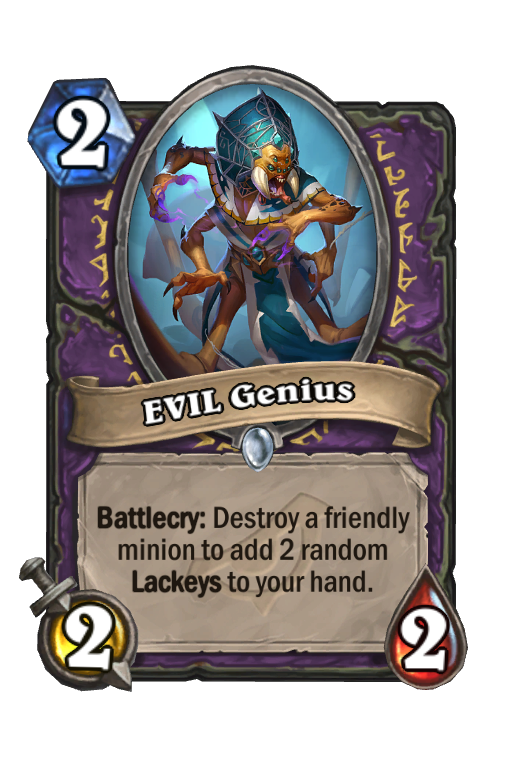 2
EVIL Genius
Battlecry: Destroy a friendly
minion to add 2 random
Lackeys to your hand.
2
2